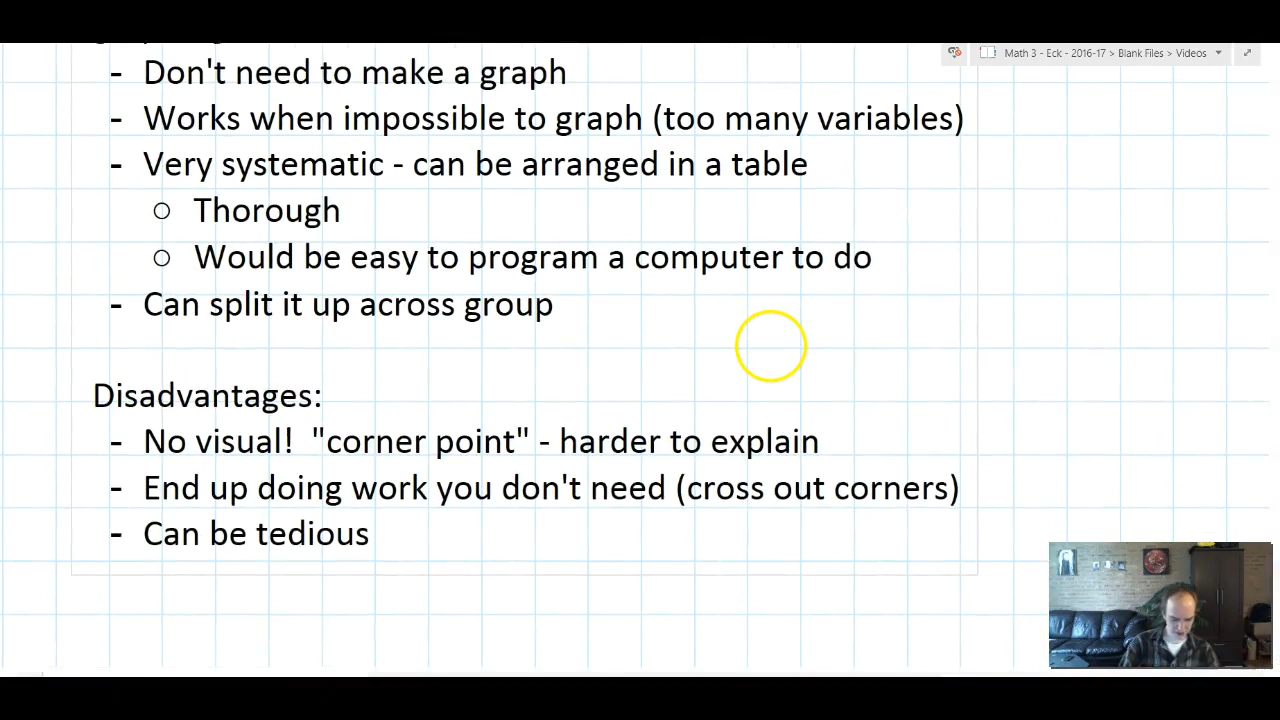 Math 3 - Eck - 2016-17 > Blank Files > Videos
- Don't need to make a graph
- Works when impossible to graph (too many variables)
- Very systematic - can be arranged in a table
○ Thorough
○ Would be easy to program a computer to do
- Can split it up across group
Disadvantages:
- No visual!  "corner point" - harder to explain
- End up doing work you don't need (cross out corners)
- Can be tedious